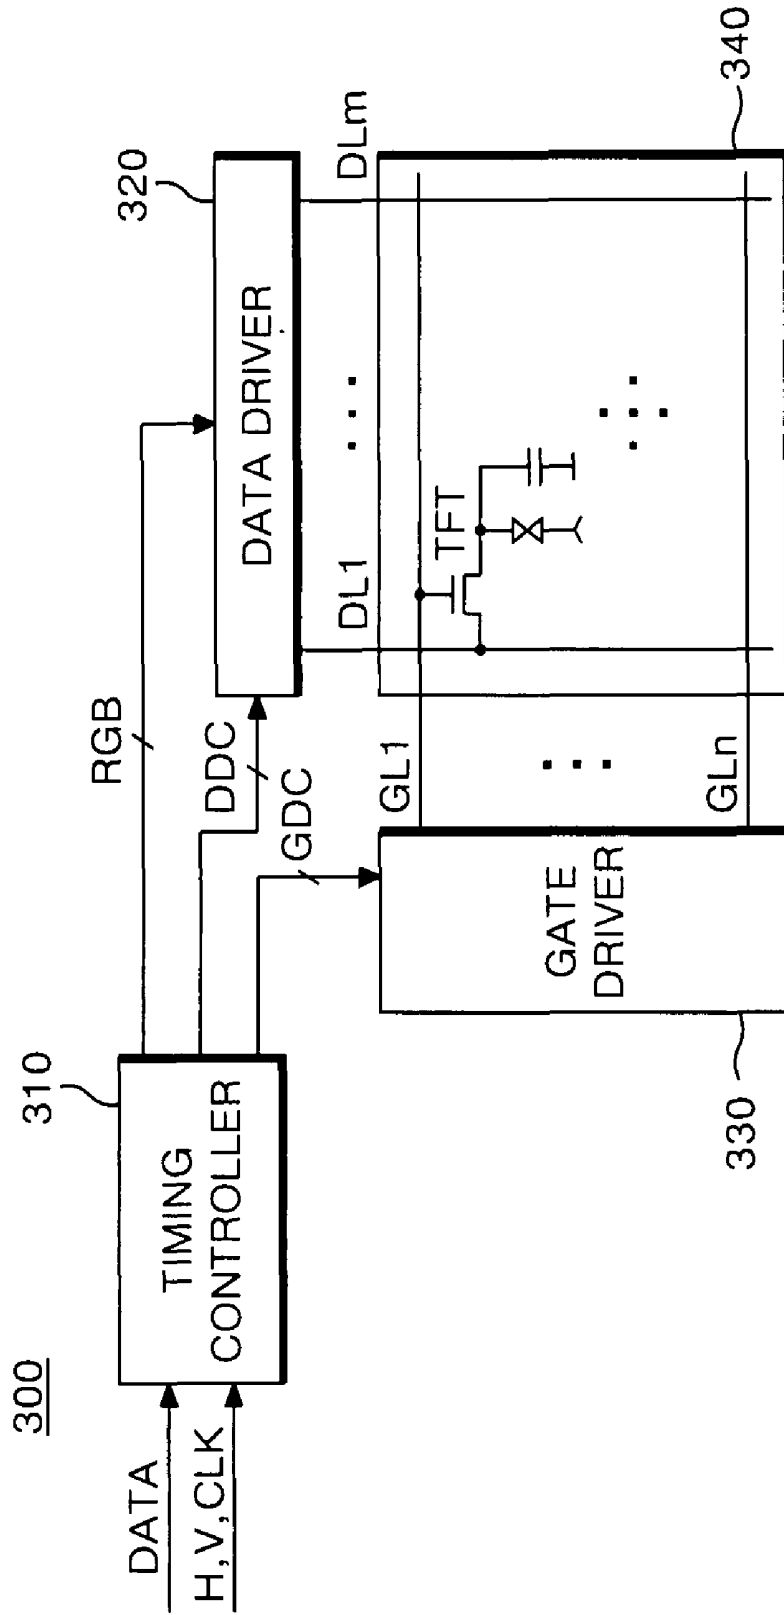 300
DATA
H,V,CLK
310
TIMING
CONTROLLER
RGB
DDC
GDC
320
DATA DRIVER
DL1
DLm
330
GATE
DRIVER
GL1
GLn
TFT
340